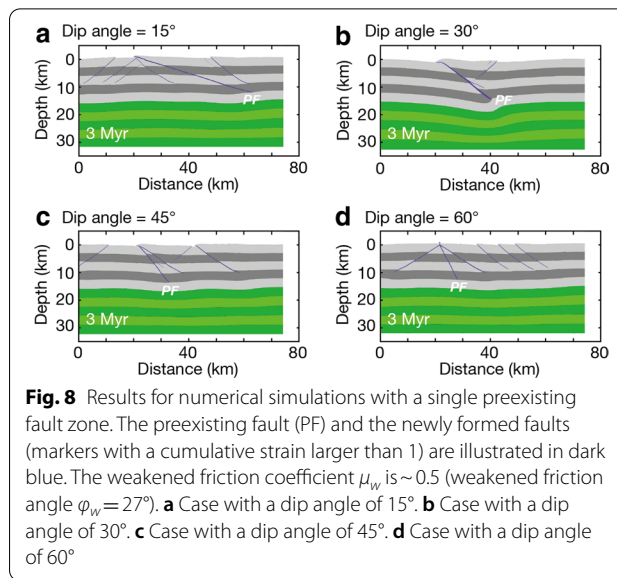 a Dip angle = 15°
0
10
20
30
Depth (km)
PF
3 Myr
0 40 80
Distance (km)
b Dip angle = 30°
0
10
20
30
Depth (km)
PF
3 Myr
0 40 80
Distance (km)
c Dip angle = 45°
0
10
20
30
Depth (km)
PF
3 Myr
0 40 80
Distance (km)
d Dip angle = 60°
0
10
20
30
Depth (km)
PF
3 Myr
0 40 80
Distance (km)
Fig. 8 Results for numerical simulations with a single preexisting
fault zone. The preexisting fault (PF) and the newly formed faults
(markers with a cumulative strain larger than 1) are illustrated in dark
blue. The weakened friction coefficient μw is ~ 0.5 (weakened friction
angle φw = 27°). a Case with a dip angle of 15°. b Case with a dip
angle of 30°. c Case with a dip angle of 45°. d Case with a dip angle
of 60°